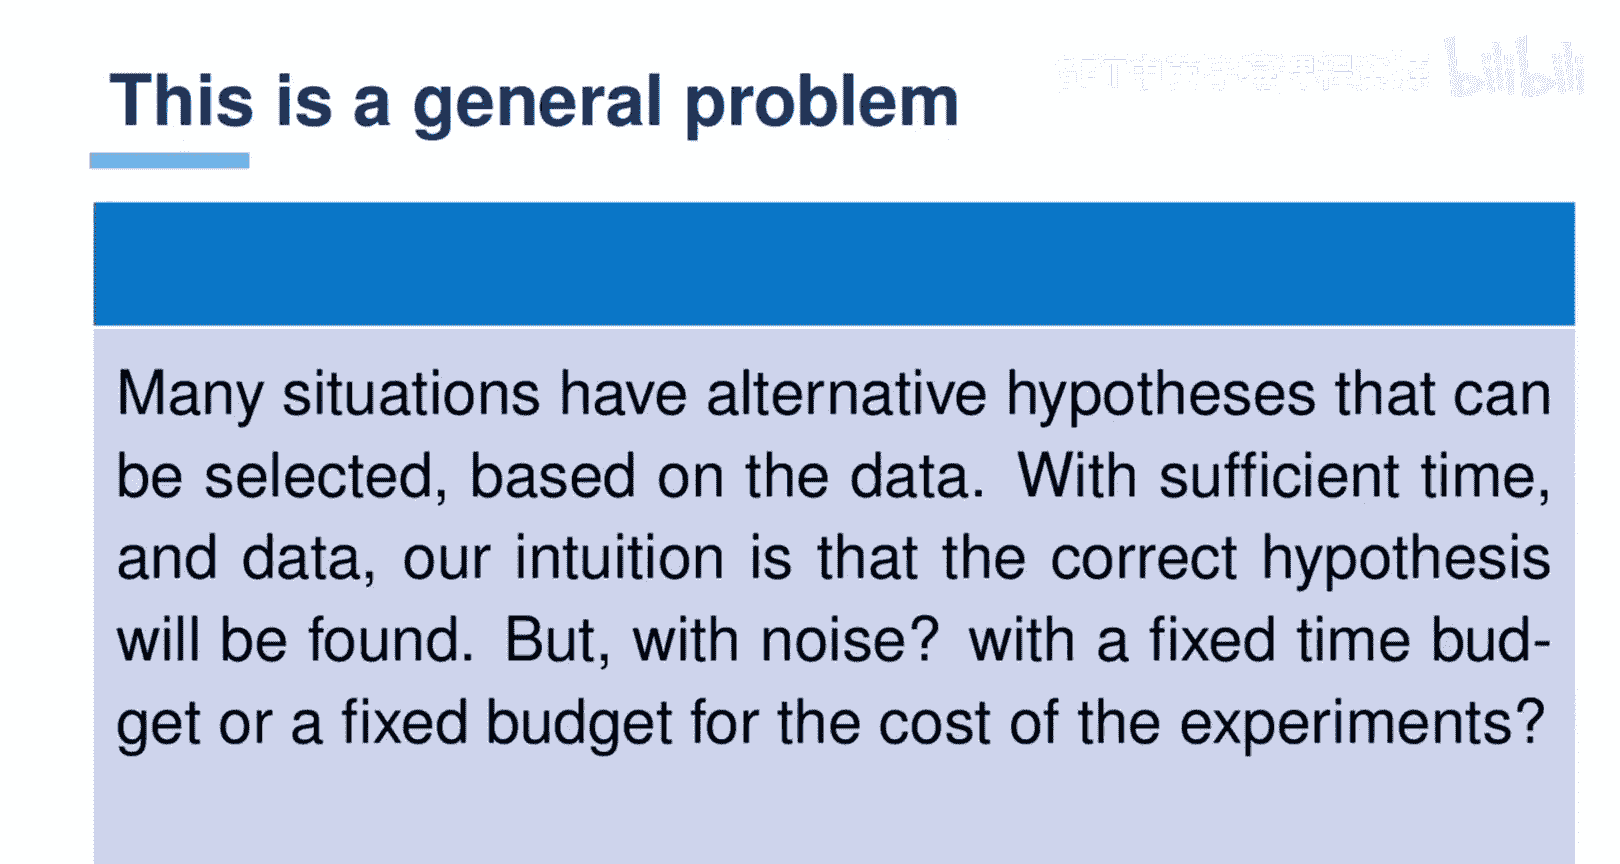 This is a general problem
bilibili
Many situations have alternative hypotheses that can
be selected, based on the data. With sufficient time,
and data, our intuition is that the correct hypothesis
will be found. But, with noise? with a fixed time bud-
get or a fixed budget for the cost of the experiments?